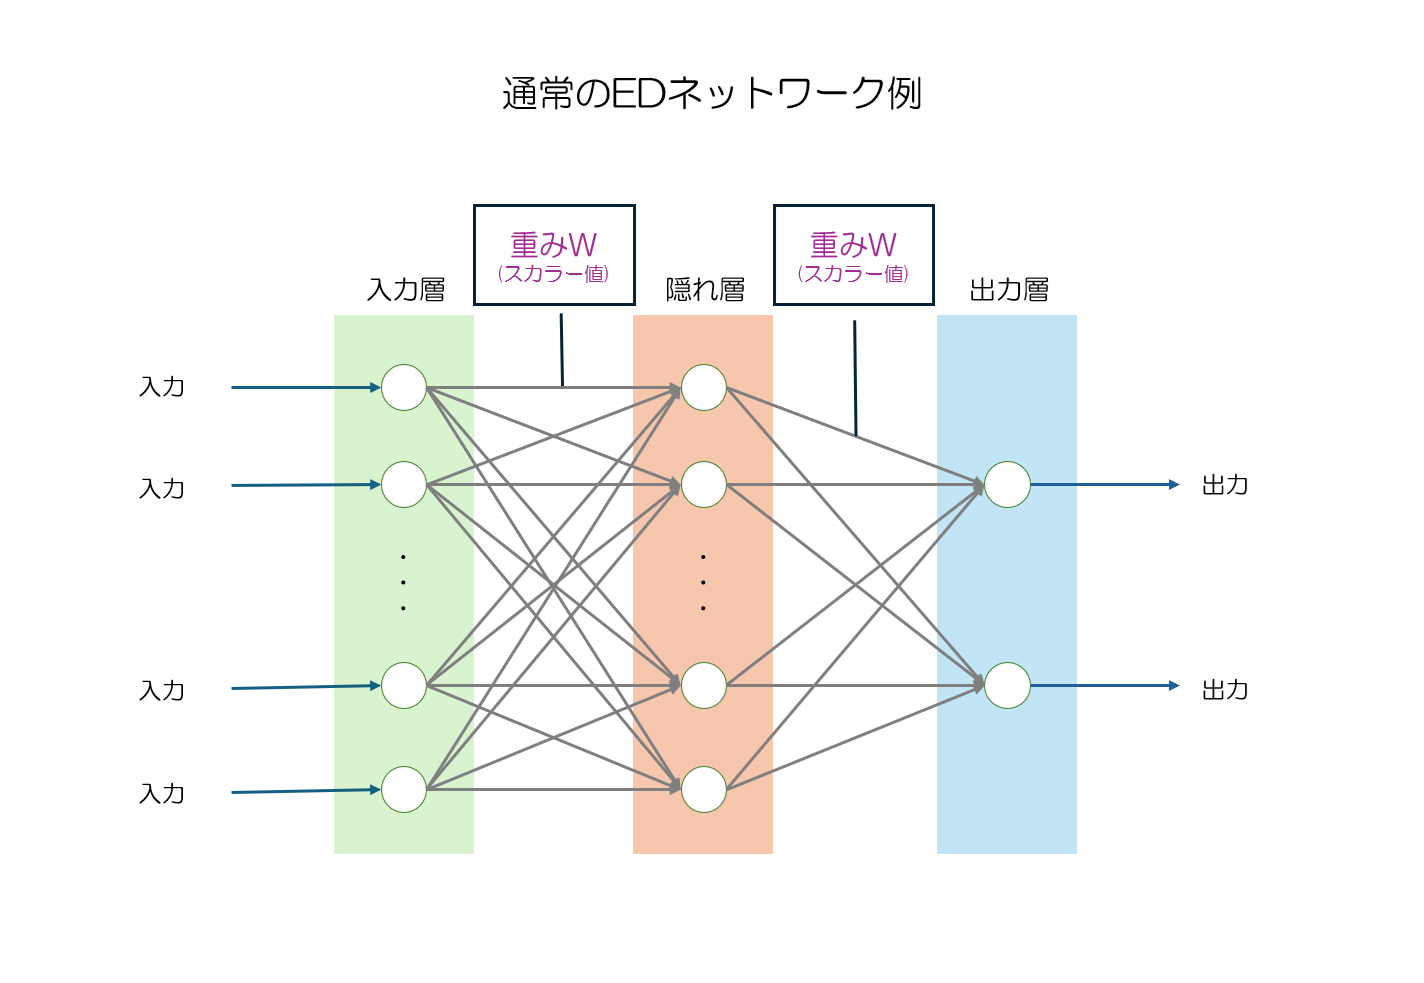 通常のEDネットワーク例
重みW
(スカラー値)
重みW
(スカラー値)
入力層
隠れ層
出力層
入力
入力
出力
・
・
・
・
・
・
入力
出力
入力